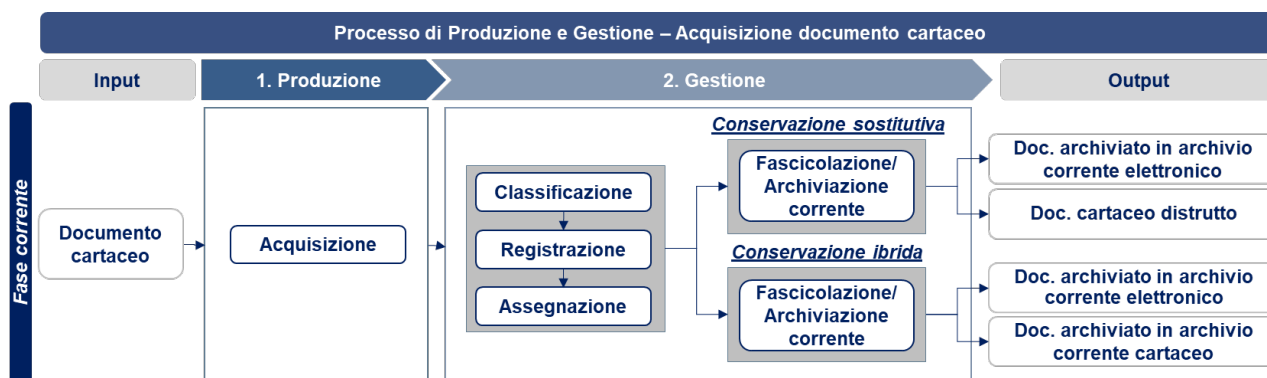 Processo di Produzione e Gestione – Acquisizione documento cartaceo
Input
1. Produzione
2. Gestione
Output
Fase corrente
Documento
cartaceo
Acquisizione
Classificazione
Registrazione
Assegnazione
Conservazione sostitutiva
Fascicolazione/
Archiviazione
corrente
Conservazione ibrida
Fascicolazione/
Archiviazione
corrente
Doc. archiviato in archivio
corrente elettronico
Doc. cartaceo distrutto
Doc. archiviato in archivio
corrente elettronico
Doc. archiviato in archivio
corrente cartaceo